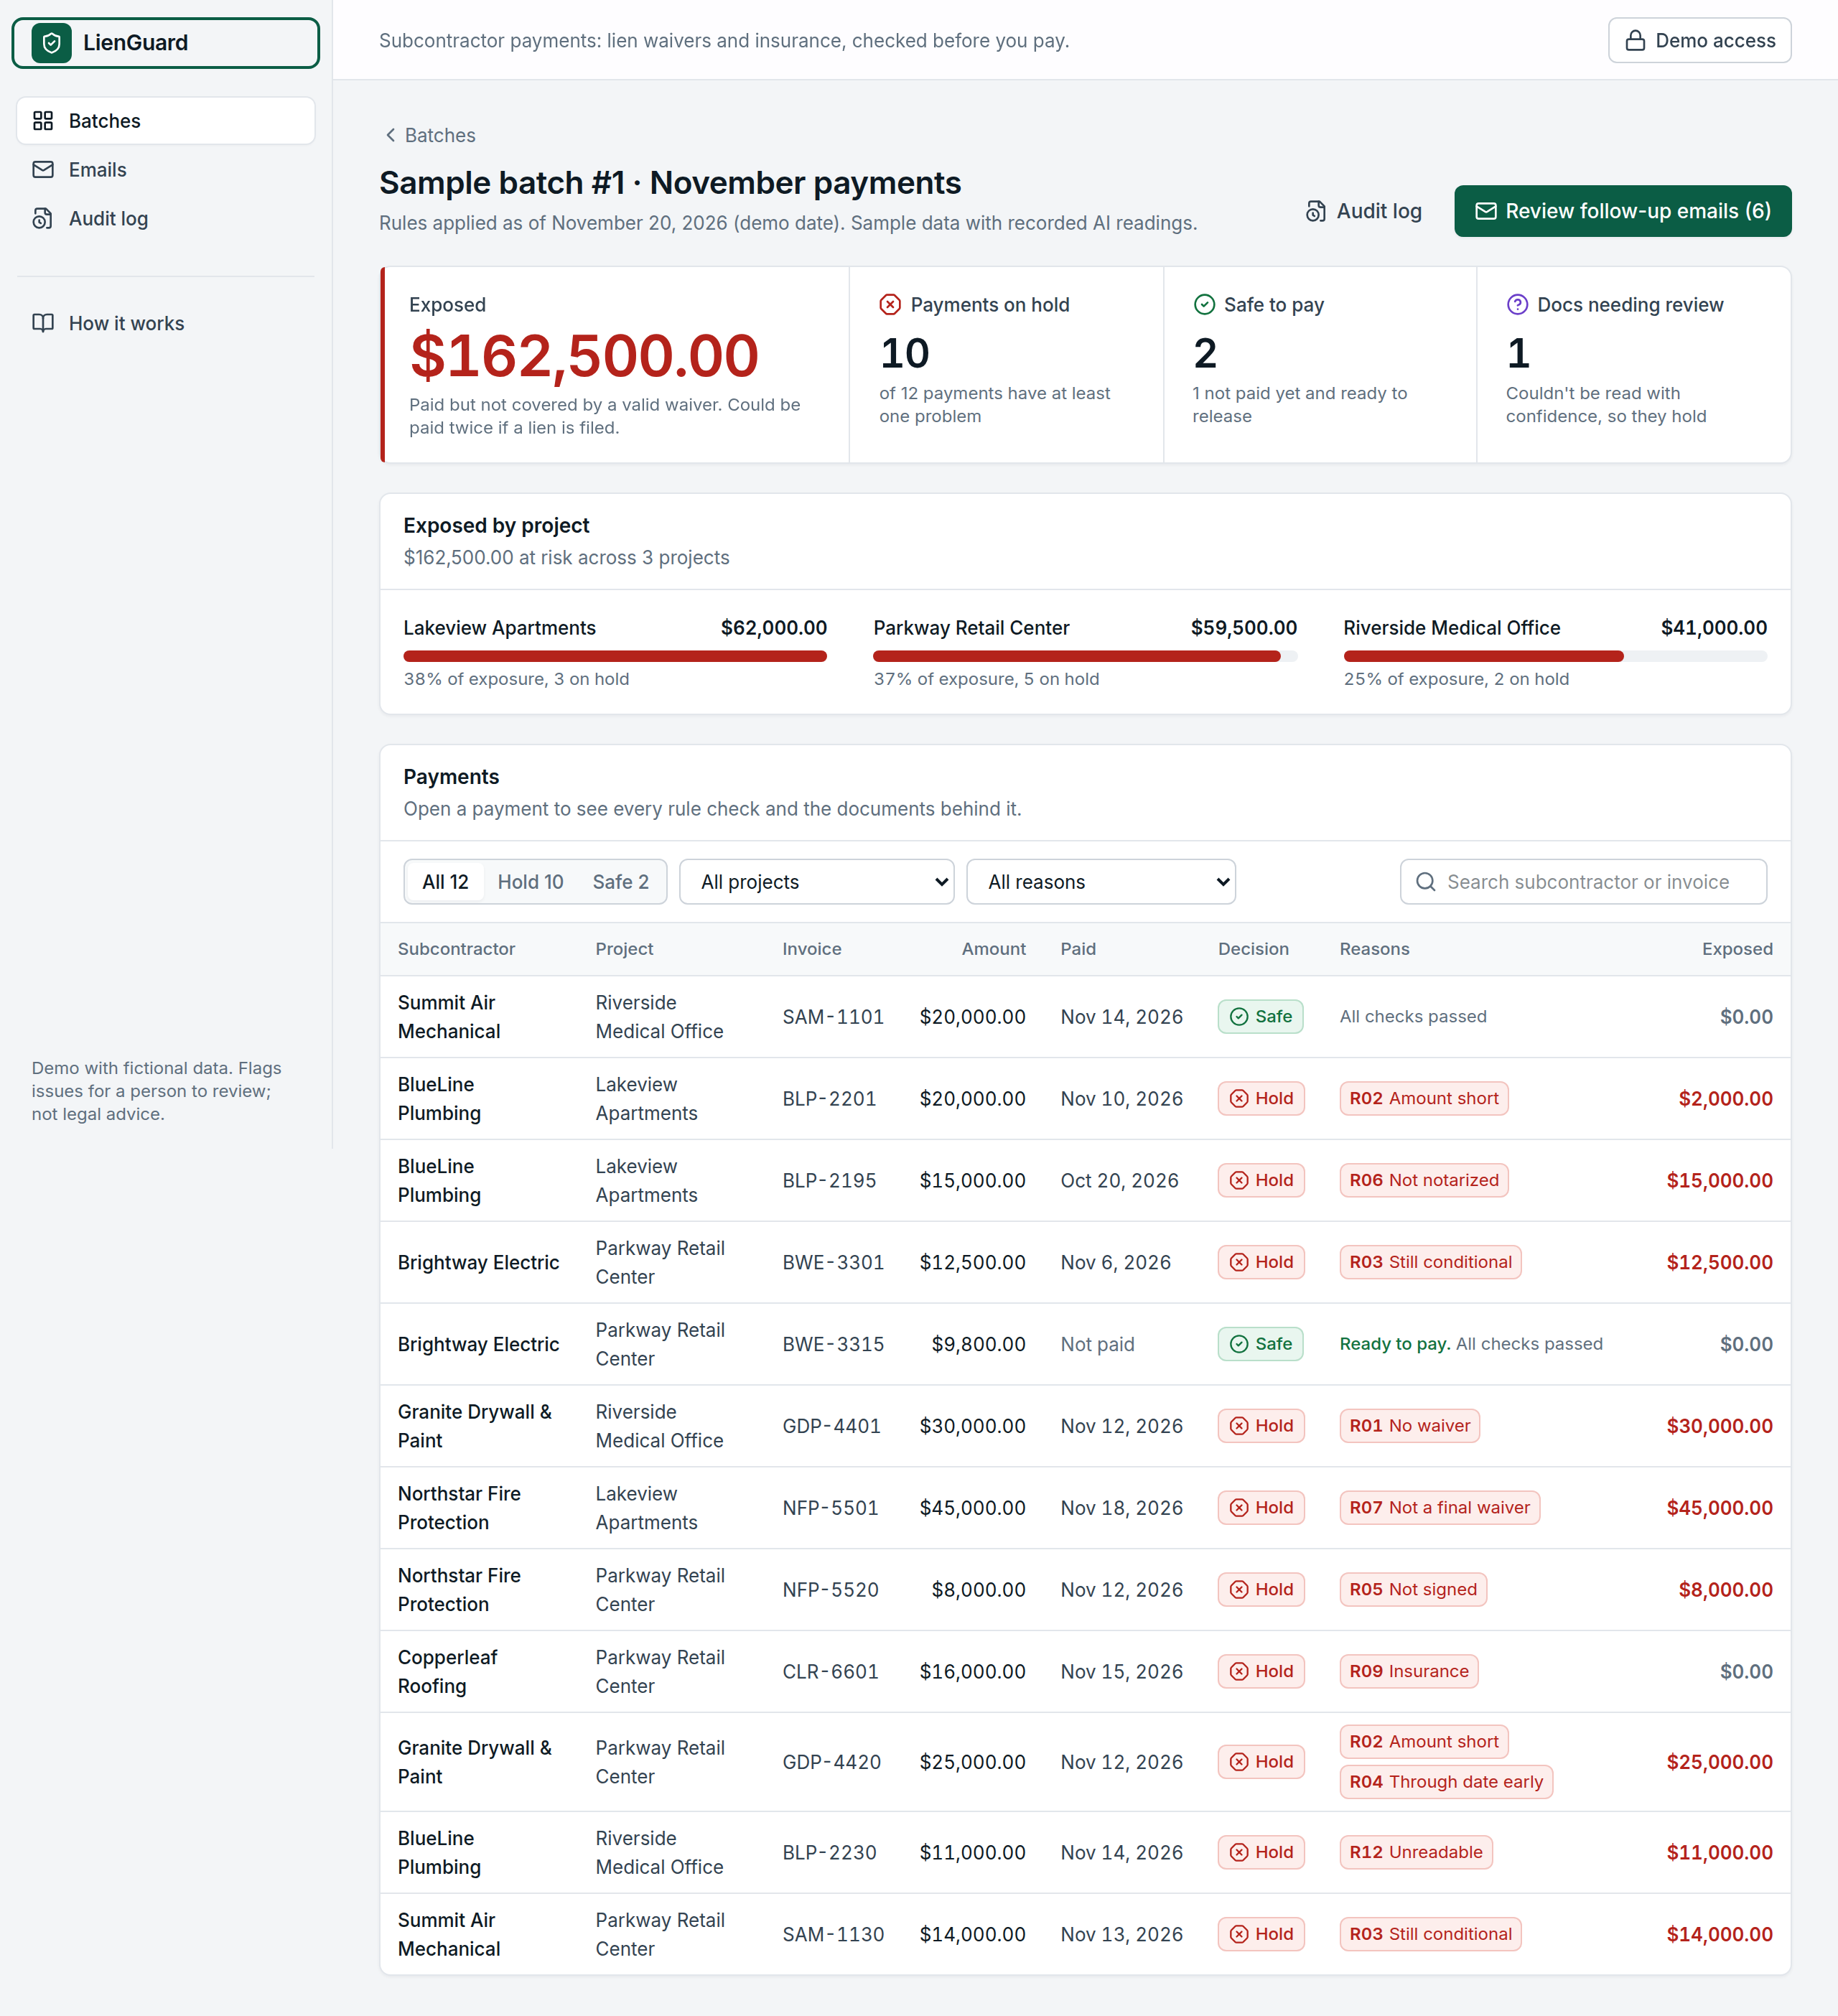 LienGuard
Subcontractor payments: lien waivers and insurance, checked before you pay.
Demo access
Batches
Emails
Audit log
How it works
Demo with fictional data. Flags
issues for a person to review;
not legal advice.
Batches
Sample batch #1 · November payments
Rules applied as of November 20, 2026 (demo date). Sample data with recorded AI readings.
Audit log
Review follow-up emails (6)
Exposed
$162,500.00
Paid but not covered by a valid waiver. Could be
paid twice if a lien is filed.
Payments on hold
10
of 12 payments have at least
one problem
Safe to pay
2
1 not paid yet and ready to
release
Docs needing review
1
Couldn't be read with
confidence, so they hold
Exposed by project
$162,500.00 at risk across 3 projects
Lakeview Apartments $62,000.00
38% of exposure, 3 on hold
Parkway Retail Center $59,500.00
37% of exposure, 5 on hold
Riverside Medical Office $41,000.00
25% of exposure, 2 on hold
Payments
Open a payment to see every rule check and the documents behind it.
All 12 Hold 10 Safe 2 All projects All reasons Search subcontractor or invoice
Subcontractor Project Invoice Amount Paid Decision Reasons Exposed
Summit Air Mechanical Riverside Medical Office SAM-1101 $20,000.00 Nov 14, 2026 Safe All checks passed $0.00
BlueLine Plumbing Lakeview Apartments BLP-2201 $20,000.00 Nov 10, 2026 Hold R02 Amount short $2,000.00
BlueLine Plumbing Lakeview Apartments BLP-2195 $15,000.00 Oct 20, 2026 Hold R06 Not notarized $15,000.00
Brightway Electric Parkway Retail Center BWE-3301 $12,500.00 Nov 6, 2026 Hold R03 Still conditional $12,500.00
Brightway Electric Parkway Retail Center BWE-3315 $9,800.00 Not paid Safe Ready to pay. All checks passed $0.00
Granite Drywall & Paint Riverside Medical Office GDP-4401 $30,000.00 Nov 12, 2026 Hold R01 No waiver $30,000.00
Northstar Fire Protection Lakeview Apartments NFP-5501 $45,000.00 Nov 18, 2026 Hold R07 Not a final waiver $45,000.00
Northstar Fire Protection Parkway Retail Center NFP-5520 $8,000.00 Nov 12, 2026 Hold R05 Not signed $8,000.00
Copperleaf Roofing Parkway Retail Center CLR-6601 $16,000.00 Nov 15, 2026 Hold R09 Insurance $0.00
Granite Drywall & Paint Parkway Retail Center GDP-4420 $25,000.00 Nov 12, 2026 Hold R02 Amount short R04 Through date early $25,000.00
BlueLine Plumbing Riverside Medical Office BLP-2230 $11,000.00 Nov 14, 2026 Hold R12 Unreadable $11,000.00
Summit Air Mechanical Parkway Retail Center SAM-1130 $14,000.00 Nov 13, 2026 Hold R03 Still conditional $14,000.00